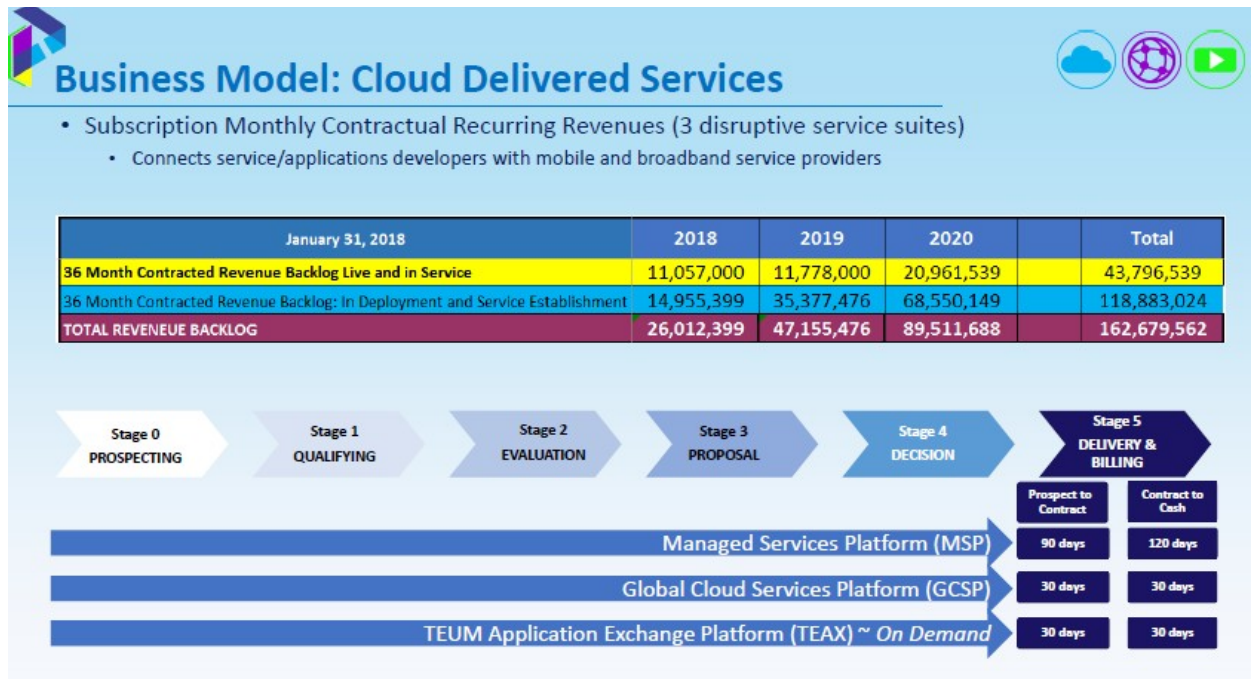 Business Model: Cloud Delivered Services
• Subscription Monthly Contractual Recurring Revenues (3 disruptive service suites)
• Connects service/applications developers with mobile and broadband service providers
January 31, 2018 2018 2019 2020 Total
36 Month Contracted Revenue Backlog Live and in Service 11,057,000 11,778,000 20,961,539 43,796,539
36 Month Contracted Revenue Backlog: In Deployment and Service Establishment 14,955,399 35,377,476 68,550,149 118,883,024
TOTAL REVENEUE BACKLOG 26,012,399 47,155,476 89,511,688 162,679,562
Stage 0
PROSPECTING
Stage 1
QUALIFYING
Stage 2
EVALUATION
Stage 3
PROPOSAL
Stage 4
DECISION
Stage 5
DELIVERY &
BILLING
Prospect to
Contract
Contract to
Cash
Managed Services Platform (MSP) 90 days 120 days
Global Cloud Services Platform (GCSP) 30 days 30 days
TEUM Application Exchange Platform (TEAX) ~ On Demand 30 days 30 days